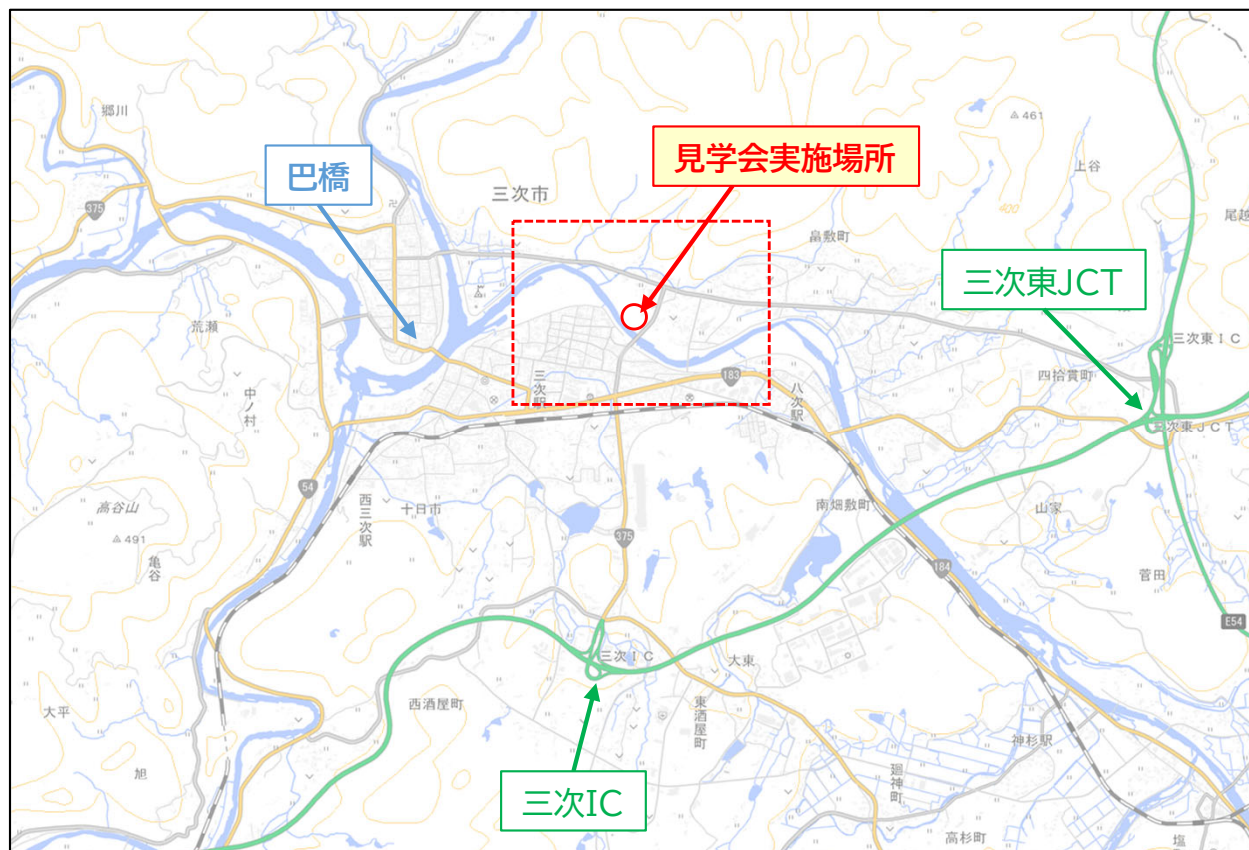 郷川
461
見学会実施場所
上谷
巴橋
三次市
400
尾越
375
畠敷町
三次東JCT
荒瀬
三次東IC
四拾貫町
三次駅
183
八次駅
中ノ村
三次東JCT
54
西三次駅
十日市
南畑敷町
山家
高谷山
491
亀谷
375
184
菅田
E54
三次IC
大東
西酒屋町
東酒屋町
大平
神杉駅
旭
廻神町
三次IC
高杉町
塩